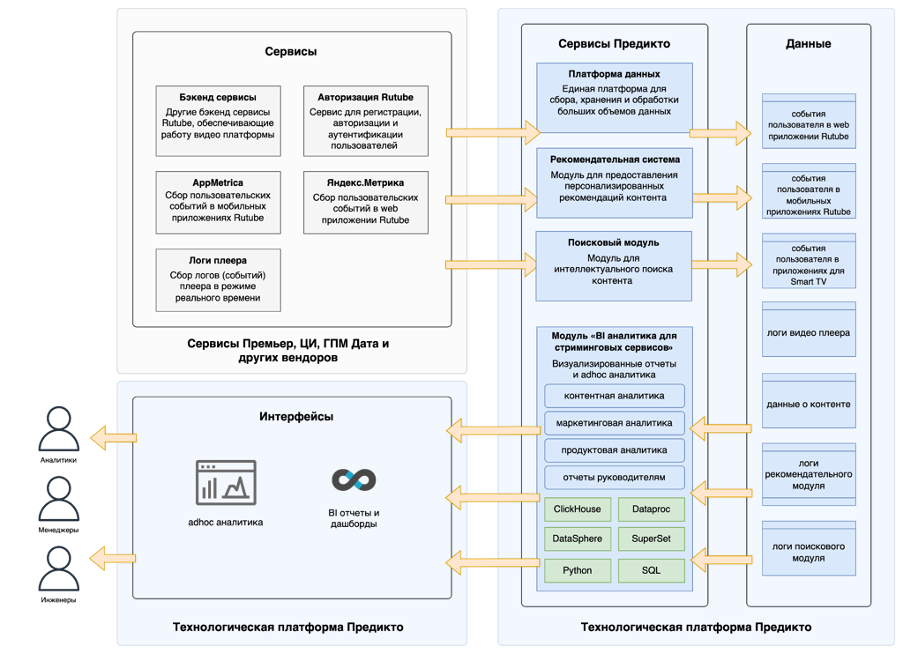 Сервисы
Бэкенд сервисы
Другие бэкенд сервисы
Rutube, обеспечивающие
работу видео платформы
Авторизация Rutube
Сервис для регистрации,
авторизации и
аутентификации
пользователей
AppMetrica
Сбор пользовательских
событий в мобильных
приложениях Rutube
Яндекс.Метрика
Сбор пользовательских
событий в web
приложении Rutube
Логи плеера
Сбор логов (событий)
плеера в режиме
реального времени
Сервисы Премьер, ЦИ, ГПМ Дата и
других вендоров
Сервисы Предикто
Платформа данных
Единая платформа для
сбора, хранения и обработки
больших объемов данных
Рекомендательная система
Модуль для предоставления
персонализированных
рекомендаций контента
Поисковый модуль
Модуль для
интеллектуального поиска
контента
Модуль «BI аналитика для
стриминговых сервисов»
Визуализированные отчеты
и adhoc аналитика
контентная аналитика
маркетинговая аналитика
продуктовая аналитика
отчеты руководителям
ClickHouse
Dataproc
DataSphere
SuperSet
Python
SQL
Данные
события
пользователя в web
приложении Rutube
события
пользователя в
мобильных
приложениях Rutube
события
пользователя в
приложениях для
Smart TV
логи видео плеера
данные о контенте
логи
рекомендательного
модуля
логи поискового
модуля
Технологическая платформа Предикто
Интерфейсы
adhoc аналитика
BI отчеты и
дашборды
Технологическая платформа Предикто
Аналитики
Менеджеры
Инженеры